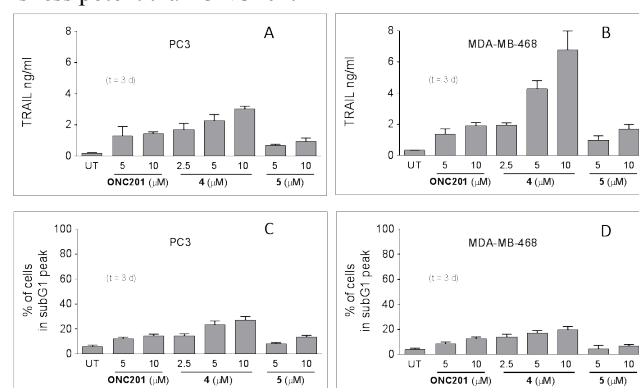 A
PC3
(t = 3 d)
TRAIL ng/ml
8
6
4
2
0
UT 5 10 2.5 5 10 5 10
ONC201 (μM) 4 (μM) 5 (μM)
B
MDA-MB-468
(t = 3 d)
TRAIL ng/ml
8
6
4
2
0
UT 5 10 2.5 5 10 5 10
ONC201 (μM) 4 (μM) 5 (μM)
C
PC3
(t = 3 d)
% of cells
in subG1 peak
100
80
60
40
20
0
UT 5 10 2.5 5 10 5 10
ONC201 (μM) 4 (μM) 5 (μM)
D
MDA-MB-468
(t = 3 d)
% of cells
in subG1 peak
100
80
60
40
20
0
UT 5 10 2.5 5 10 5 10
ONC201 (μM) 4 (μM) 5 (μM)